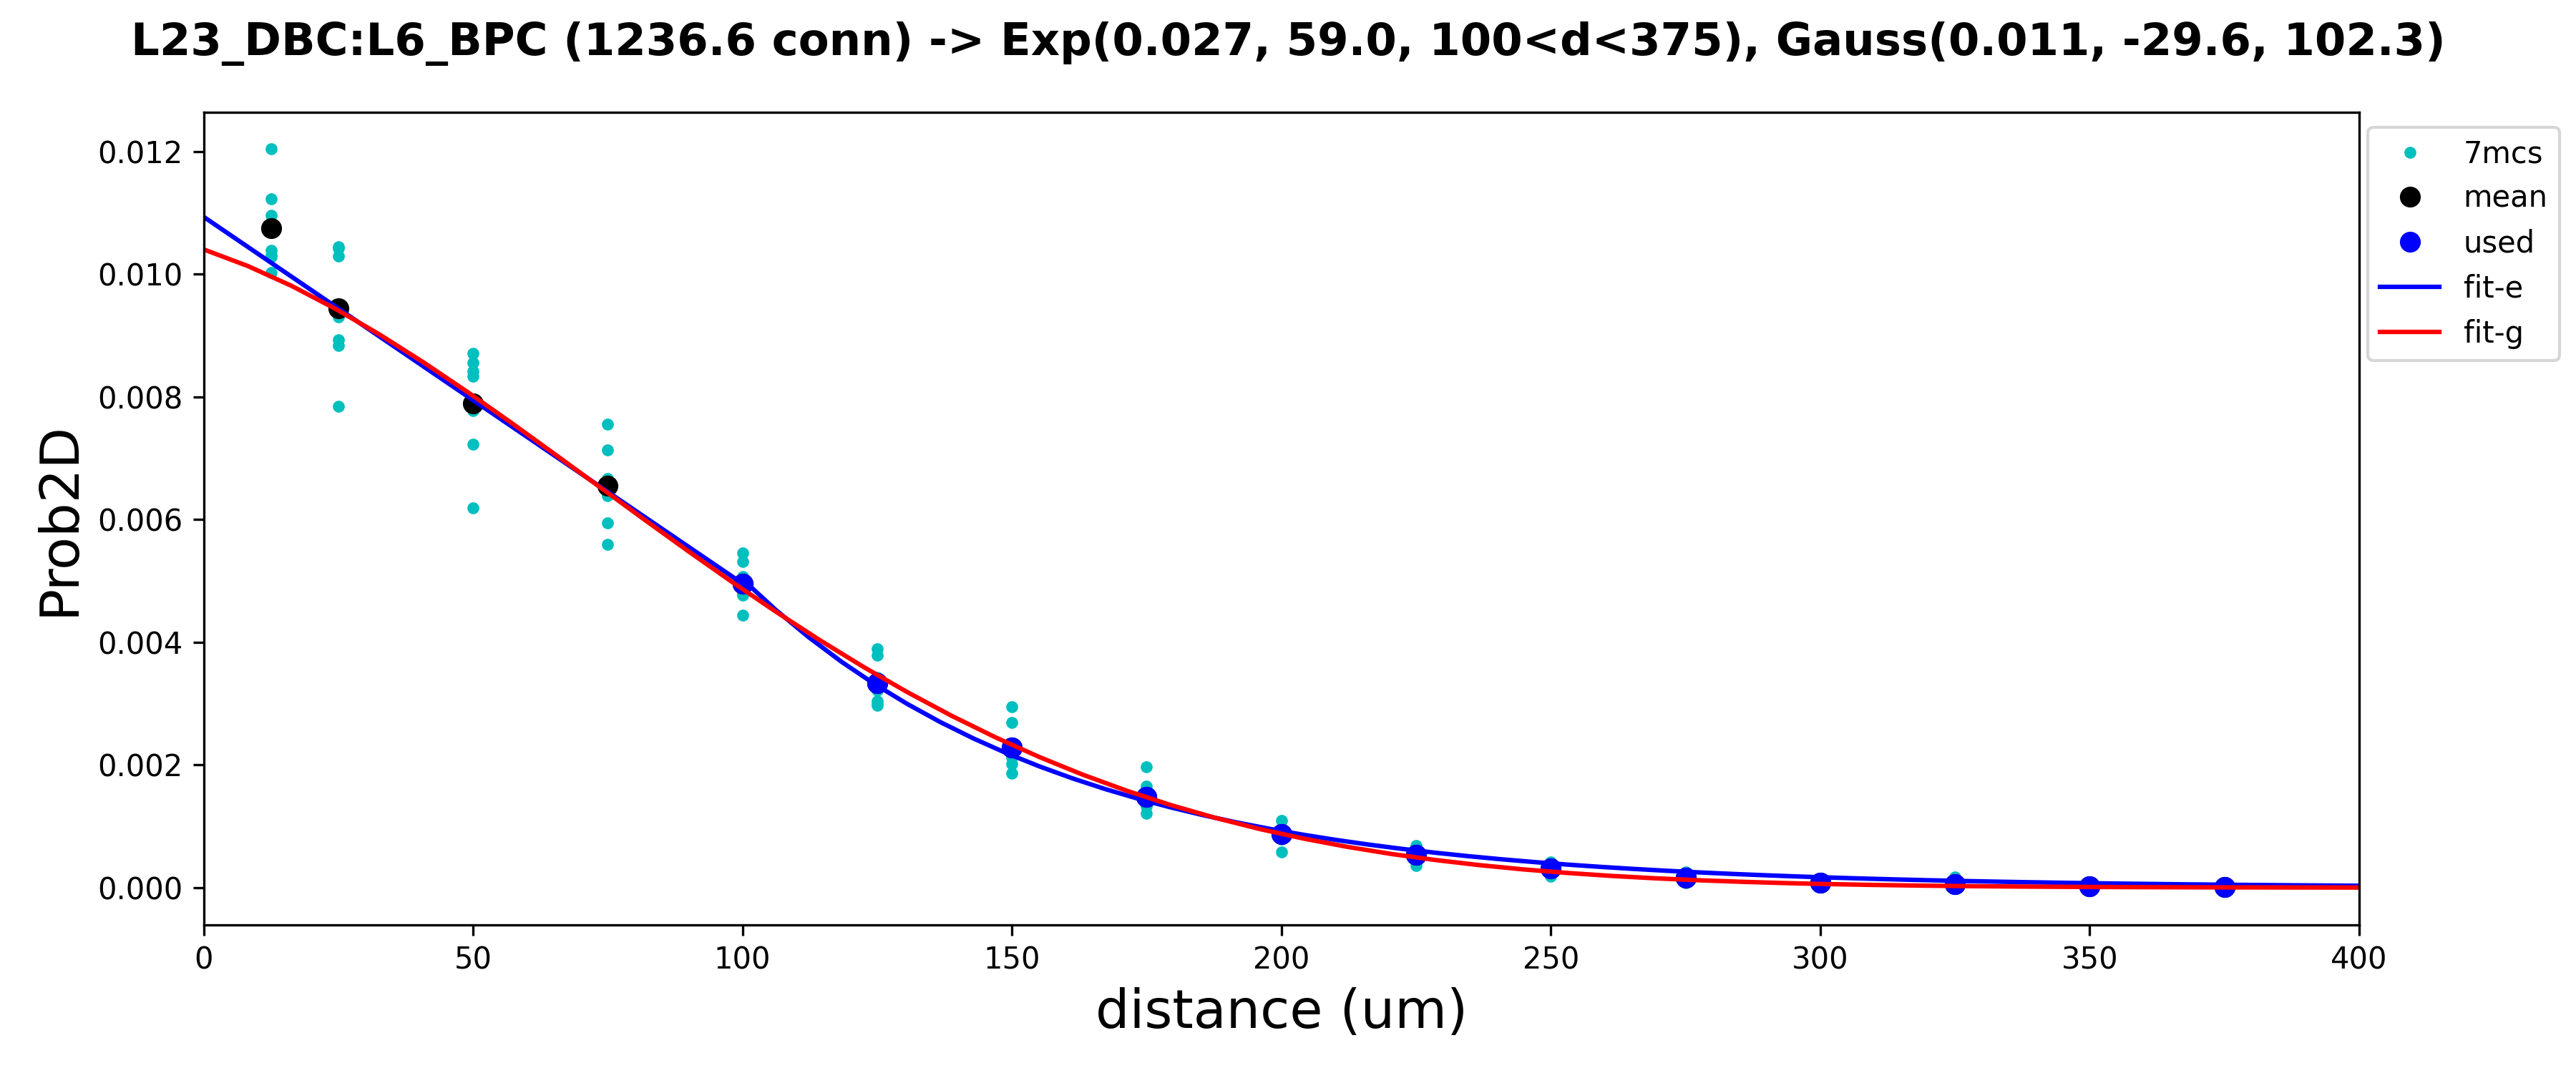 L23_DBC:L6_BPC (1236.6 conn) -> Exp(0.027, 59.0, 100<d<375), Gauss(0.011, -29.6, 102.3)
0.012
0.010
0.008
0.006
0.004
0.002
0.000
Prob2D
0 50 100 150 200 250 300 350 400
distance (um)
7mcs
mean
used
fit-e
fit-g